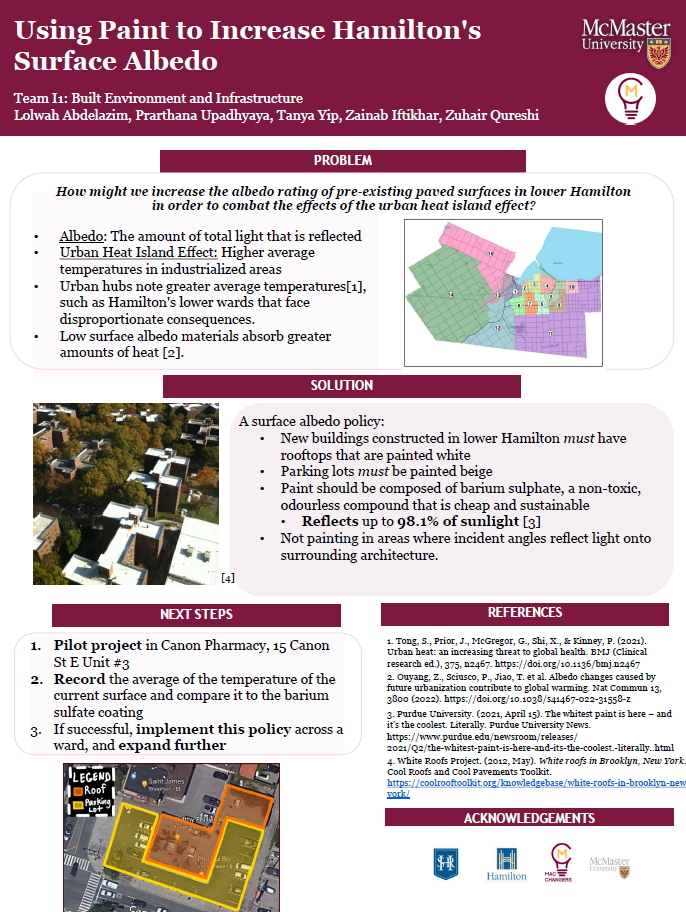 Using Paint to Increase Hamilton's
Surface Albedo
McMaster
University
Team I1: Built Environment and Infrastructure
Lolwah Abdelazim, Prarthana Upadhyaya, Tanya Yip, Zainab Iftikhar, Zuhair Qureshi
PROBLEM
How might we increase the albedo rating of pre-existing paved surfaces in lower Hamilton
in order to combat the effects of the urban heat island effect?
• Albedo: The amount of total light that is reflected
• Urban Heat Island Effect: Higher average
temperatures in industrialized areas
• Urban hubs note greater average temperatures[1],
such as Hamilton's lower wards that face
disproportionate consequences.
• Low surface albedo materials absorb greater
amounts of heat [2].
SOLUTION
A surface albedo policy:
• New buildings constructed in lower Hamilton must have
rooftops that are painted white
• Parking lots must be painted beige
• Paint should be composed of barium sulphate, a non-toxic,
odourless compound that is cheap and sustainable
• Reflects up to 98.1% of sunlight [3]
• Not painting in areas where incident angles reflect light onto
surrounding architecture.
[4]
NEXT STEPS
1. Pilot project in Canon Pharmacy, 15 Canon
St E Unit #3
2. Record the average of the temperature of the
current surface and compare it to the barium
sulfate coating
3. If successful, implement this policy across a
ward, and expand further
LEGEND
Roof
Parking
Lot
Saint James
REFERENCES
1. Tong, S., Prior, J., McGregor, G., Shi, X., & Kinney, P. (2021).
Urban heat: an increasing threat to global health. BMJ (Clinical
research ed.), 375, n2467. https://doi.org/10.1136/bmj.n2467
2. Ouyang, Z., Sciusco, P., Jiao, T. et al. Albedo changes caused by
future urbanization contribute to global warming. Nat Commun 13,
3800 (2022). https://doi.org/10.1038/s41467-022-31558-z
3. Purdue University. (2021, April 15). The whitest paint is here – and
it's the coolest. Literally. Purdue University News.
https://www.purdue.edu/newsroom/releases/
2021/Q2/the-whitest-paint-is-here-and-its-the-coolest.-literally..html
4. White Roofs Project. (2012, May). White roofs in Brooklyn, New York.
Cool Roofs and Cool Pavements Toolkit.
https://coolrooftoolkit.org/knowledgebase/white-roofs-in-brooklyn-new
york/
ACKNOWLEDGEMENTS
Hamilton
MAC
CHANGERS
McMaster
University